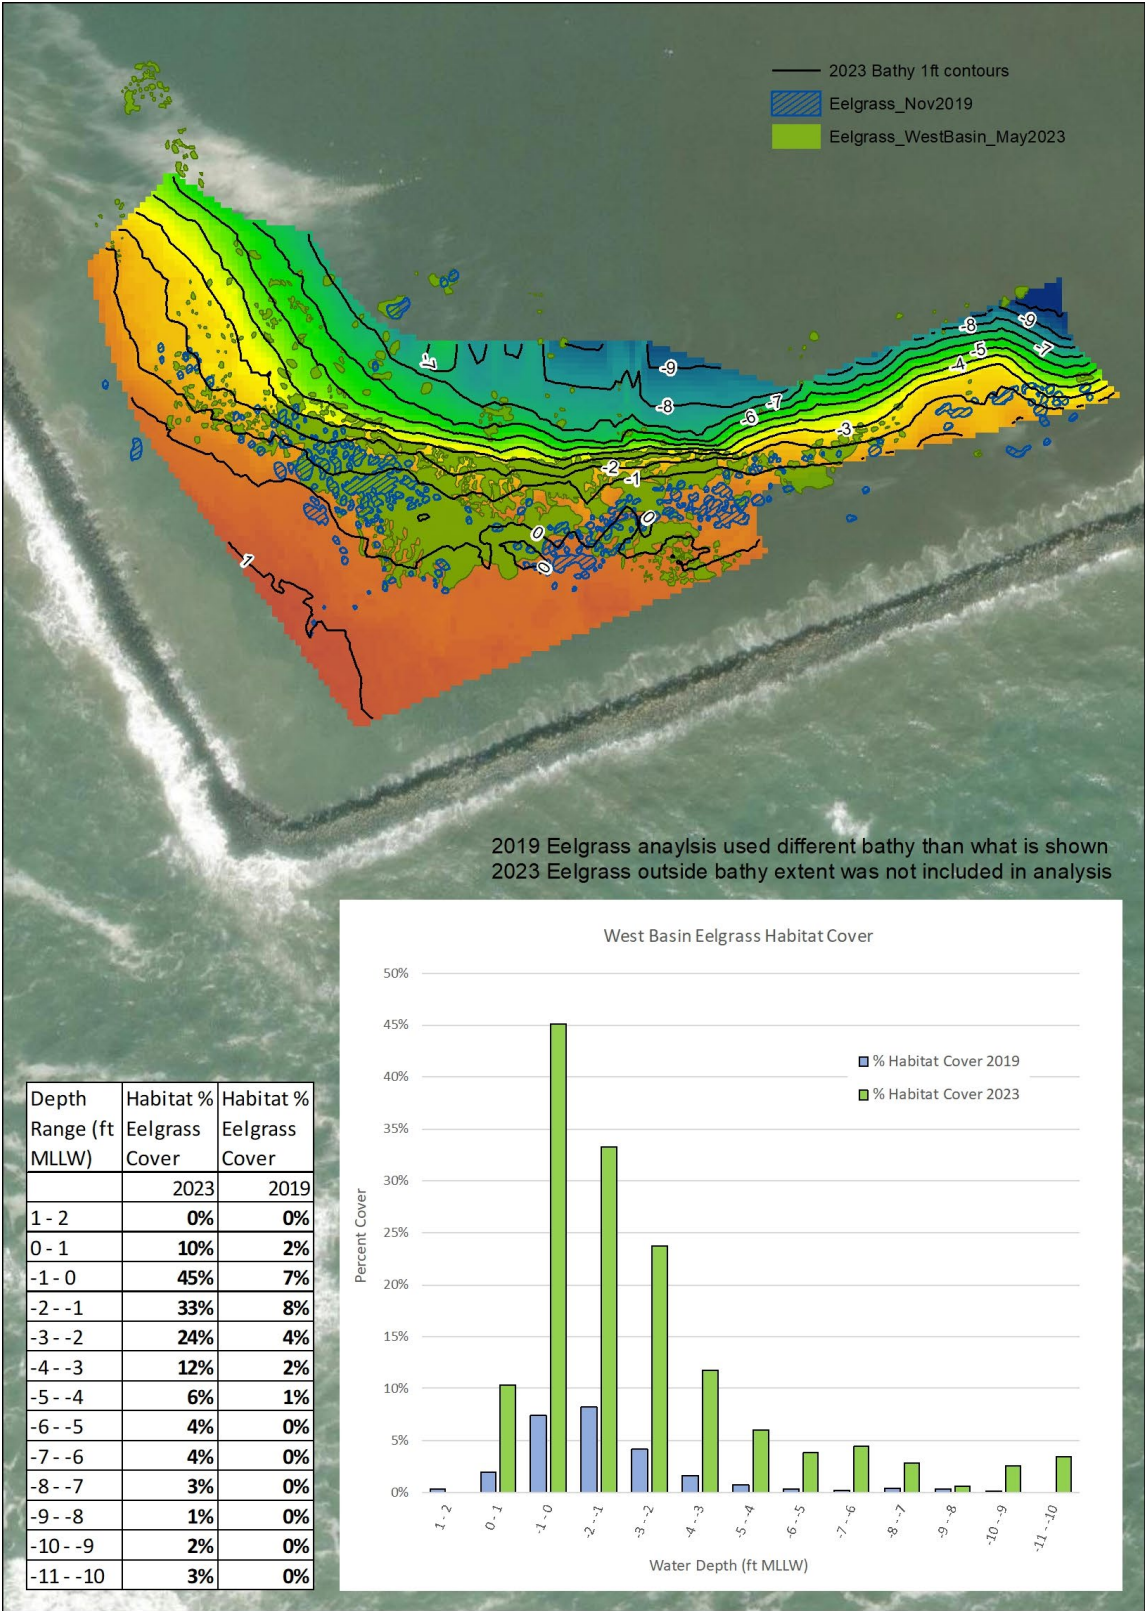 2023 Bathy 1ft contours
Eelgrass_Nov2019
Eelgrass_WestBasin_May2023
-9
-8
-7
-5
-4
-7
-9
-8
-7
-6
-3
-2
-1
0
0
0
1
2019 Eelgrass anaylsis used different bathy than what is shown
2023 Eelgrass outside bathy extent was not included in analysis
West Basin Eelgrass Habitat Cover
50%
45%
40%
35%
30%
25%
20%
15%
10%
5%
0%
Percent Cover
% Habitat Cover 2019
% Habitat Cover 2023
1 - 2
0 - 1
-1 - 0
-2 - -1
-3 - -2
-4 - -3
-5 - -4
-6 - -5
-7 - -6
-8 - -7
-9 - -8
-10 - -9
-11 - -10
Water Depth (ft MLLW)
Depth Range (ft MLLW) Habitat % Eelgrass Cover Habitat % Eelgrass Cover
2023 2019
1 - 2 0% 0%
0 - 1 10% 2%
-1 - 0 45% 7%
-2 - -1 33% 8%
-3 - -2 24% 4%
-4 - -3 12% 2%
-5 - -4 6% 1%
-6 - -5 4% 0%
-7 - -6 4% 0%
-8 - -7 3% 0%
-9 - -8 1% 0%
-10 - -9 2% 0%
-11 - -10 3% 0%